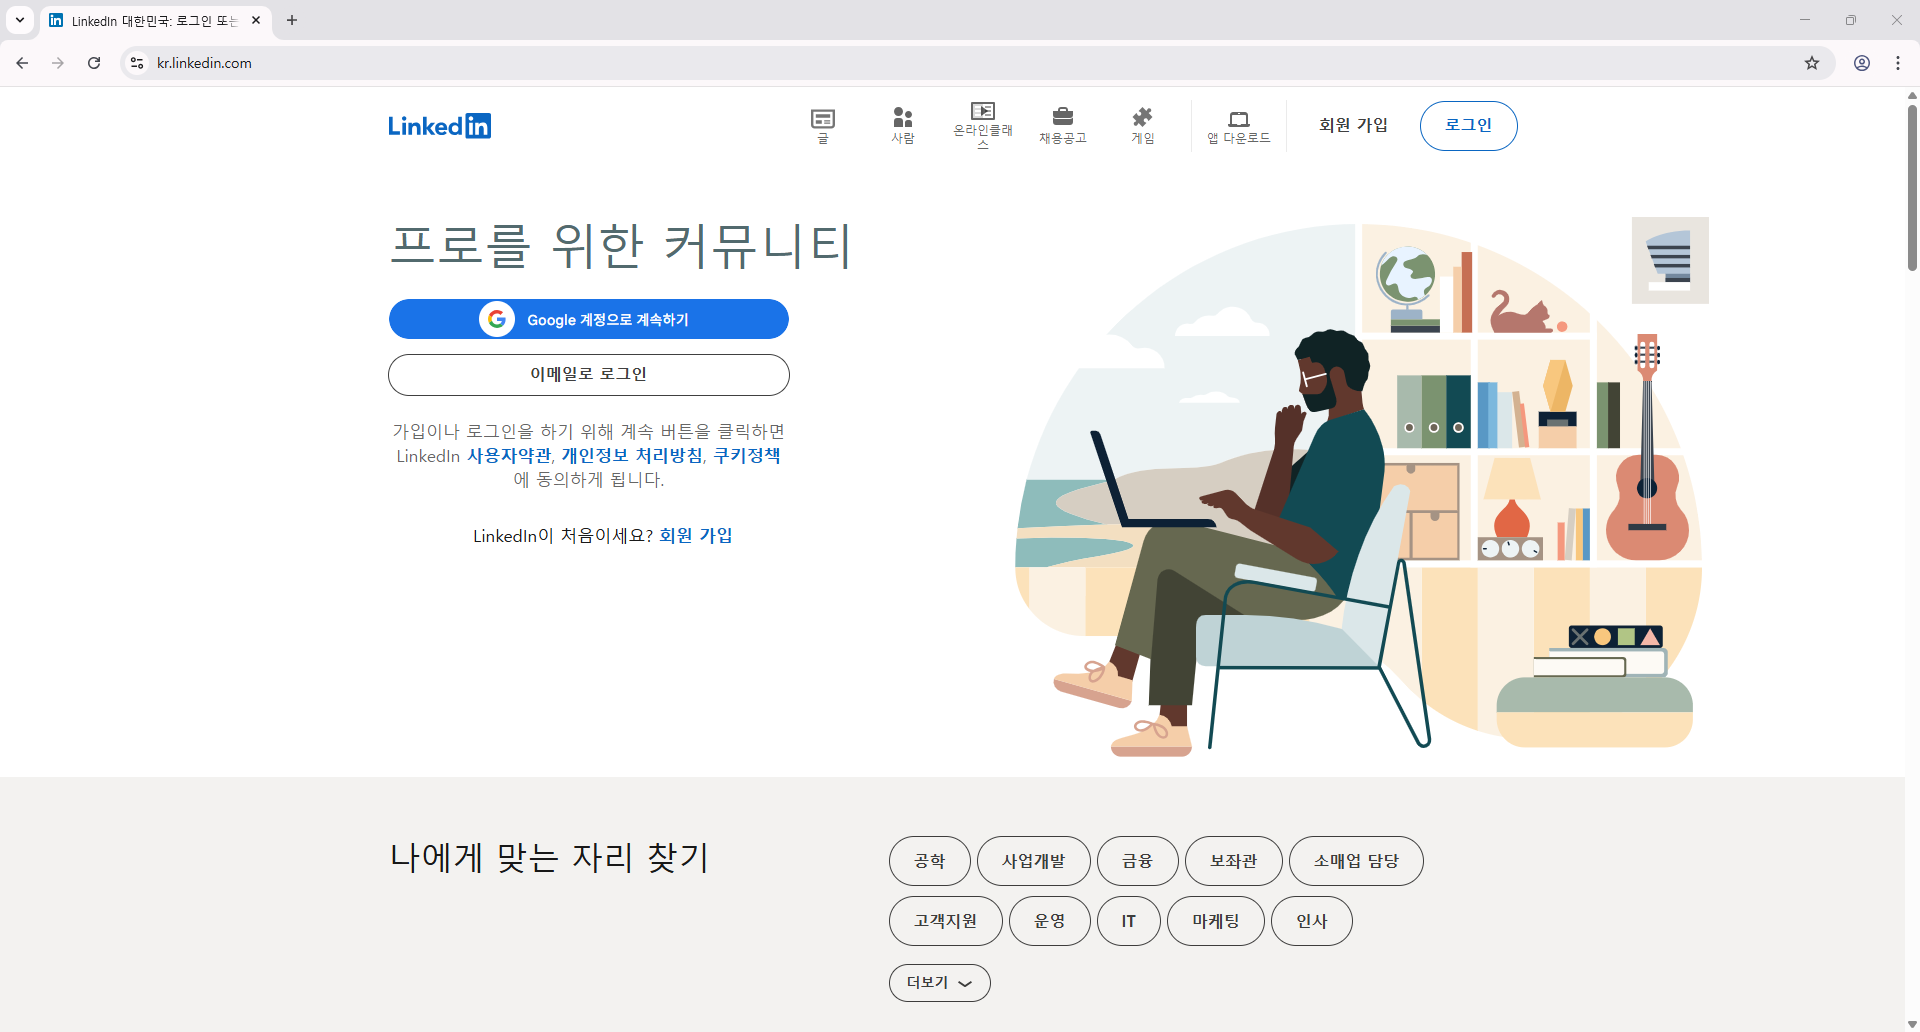 LinkedIn 대한민국: 로그인 또는
kr.linkedin.com
Linked in
글
사람
온라인클래
스
채용공고
게임
앱 다운로드
회원 가입
로그인
프로를 위한 커뮤니티
Google 계정으로 계속하기
이메일로 로그인
가입이나 로그인을 하기 위해 계속 버튼을 클릭하면
LinkedIn 사용자약관, 개인정보 처리방침, 쿠키정책
에 동의하게 됩니다.
LinkedIn이 처음이세요? 회원 가입
나에게 맞는 자리 찾기
공학
사업개발
금융
보좌관
소매업 담당
고객지원
운영
IT
마케팅
인사
더보기